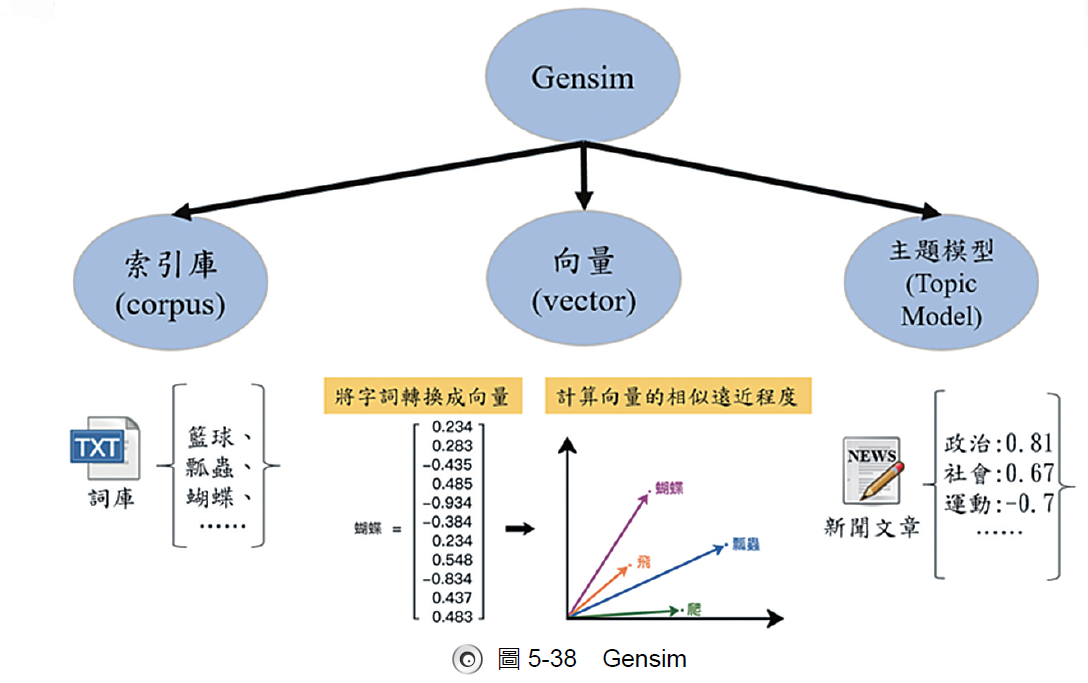 Gensim
索引庫
(corpus)
向量
(vector)
主題模型
(Topic
Model)
TXT
詞庫
籃球、
瓢蟲、
蝴蝶、
……
將字詞轉換成向量
蝴蝶 =
0.234
0.283
-0.435
0.485
-0.934
-0.384
0.234
0.548
-0.834
0.437
0.483
計算向量的相似遠近程度
蝴蝶
飛
瓢蟲
爬
NEWS
新聞文章
政治:0.81
社會:0.67
運動:-0.7
……
圖 5-38 Gensim